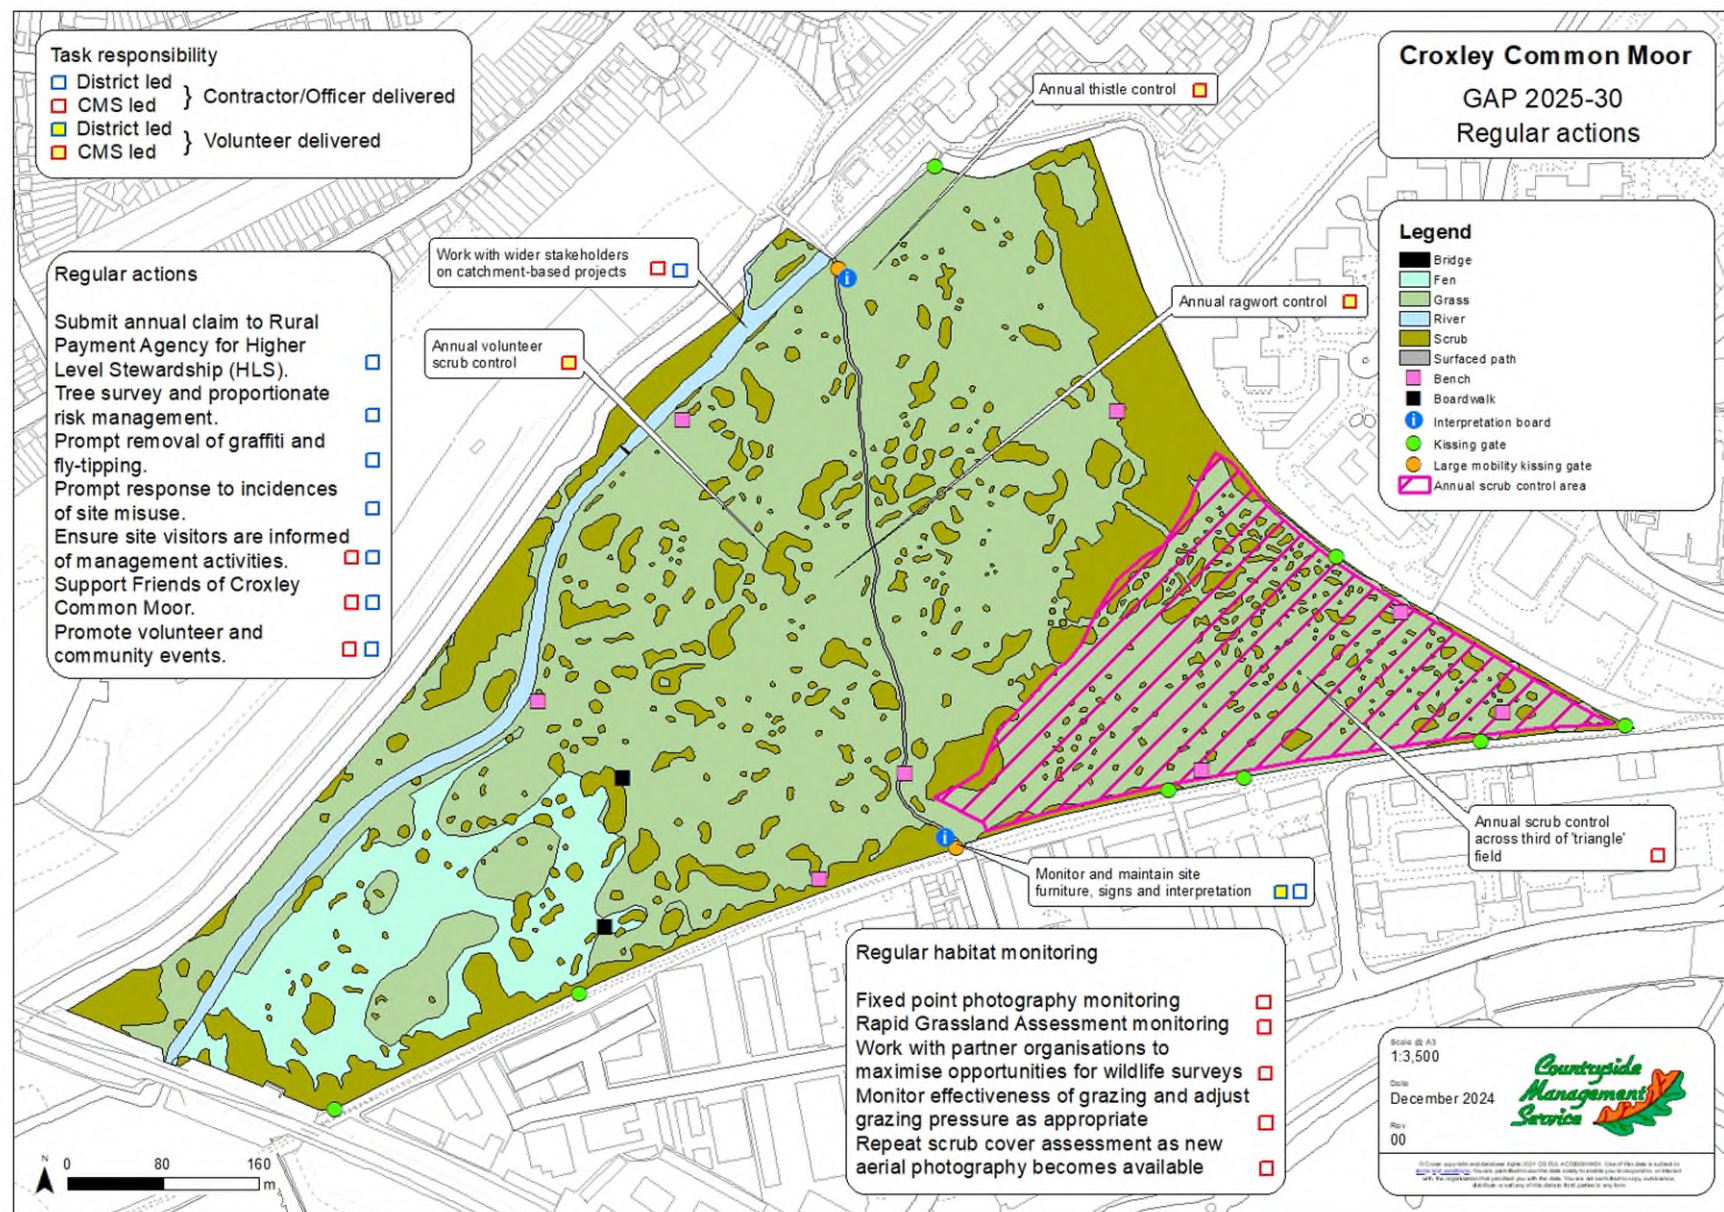 Task responsibility
District led
CMS led
} Contractor/Officer delivered
District led
CMS led
} Volunteer delivered
Croxley Common Moor
GAP 2025-30
Regular actions
Annual thistle control
Work with wider stakeholders
on catchment-based projects
Annual ragwort control
Annual volunteer
scrub control
Regular actions
Submit annual claim to Rural
Payment Agency for Higher
Level Stewardship (HLS).
Tree survey and proportionate
risk management.
Prompt removal of graffiti and
fly-tipping.
Prompt response to incidences
of site misuse.
Ensure site visitors are informed
of management activities.
Support Friends of Croxley
Common Moor.
Promote volunteer and
community events.
Legend
Bridge
Fen
Grass
River
Scrub
Surfaced path
Bench
Boardwalk
i Interpretation board
Kissing gate
Large mobility kissing gate
Annual scrub control area
i
i
Annual scrub control
across third of 'triangle'
field
Monitor and maintain site
furniture, signs and interpretation
Regular habitat monitoring
Fixed point photography monitoring
Rapid Grassland Assessment monitoring
Work with partner organisations to
maximise opportunities for wildlife surveys
Monitor effectiveness of grazing and adjust
grazing pressure as appropriate
Repeat scrub cover assessment as new
aerial photography becomes available
Scale @ A3
1:3,500
Date
December 2024
Rev
00
Countryside
Management
Service
N
0 80 160
m